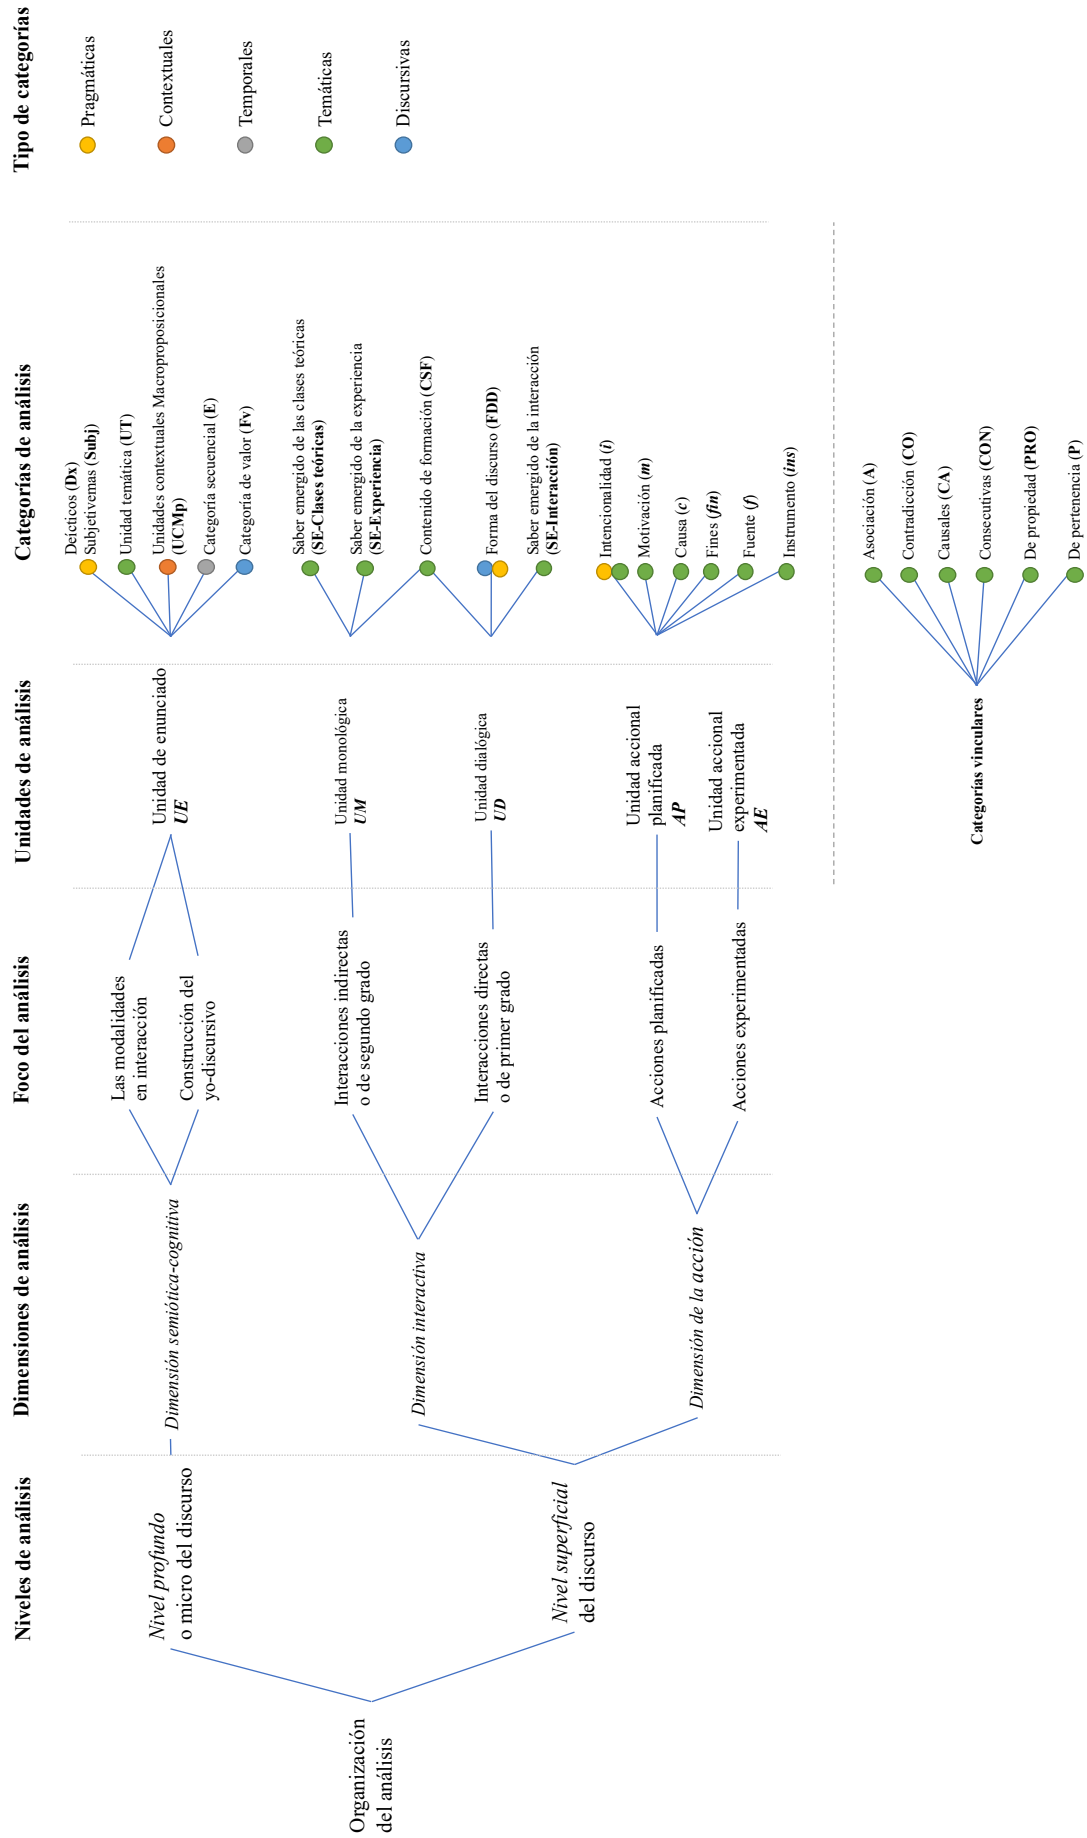 Niveles de análisis
Dimensiones de análisis
Foco del análisis
Unidades de análisis
Categorías de análisis
Tipo de categorías
Organización
del análisis
Nivel profundo
o micro del discurso
Nivel superficial
del discurso
Dimensión semiótica-cognitiva
Dimensión interactiva
Dimensión de la acción
Las modalidades
en interacción
Construcción del
yo-discursivo
Interacciones indirectas
o de segundo grado
Interacciones directas
o de primer grado
Acciones planificadas
Acciones experimentadas
Unidad de enunciado
UE
Unidad monológica
UM
Unidad dialógica
UD
Unidad accional
planificada
AP
Unidad accional
experimentada
AE
Deícticos (Dx)
Subjetivemas (Subj)
Unidad temática (UT)
Unidades contextuales Macroproposicionales
(UCMp)
Categoría secuencial (E)
Categoría de valor (Fv)
Saber emergido de las clases teóricas
(SE-Clases teóricas)
Saber emergido de la experiencia
(SE-Experiencia)
Contenido de formación (CSF)
Forma del discurso (FDD)
Saber emergido de la interacción
(SE-Interacción)
Intencionalidad (i)
Motivación (m)
Causa (c)
Fines (fin)
Fuente (f)
Instrumento (ins)
Pragmáticas
Contextuales
Temporales
Temáticas
Discursivas
Categorías vinculares
Asociación (A)
Contradicción (CO)
Causales (CA)
Consecutivas (CON)
De propiedad (PRO)
De pertenencia (P)